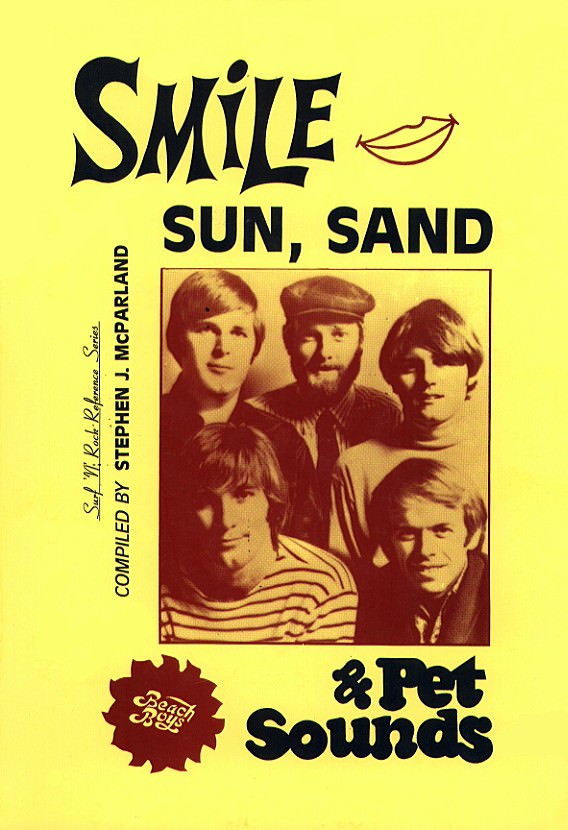 SMiLE
SUN, SAND
Surf 'N' Rock Reference Series
COMPILED BY STEPHEN J. McPARLAND
& Pet
Sounds
Beach
Boys